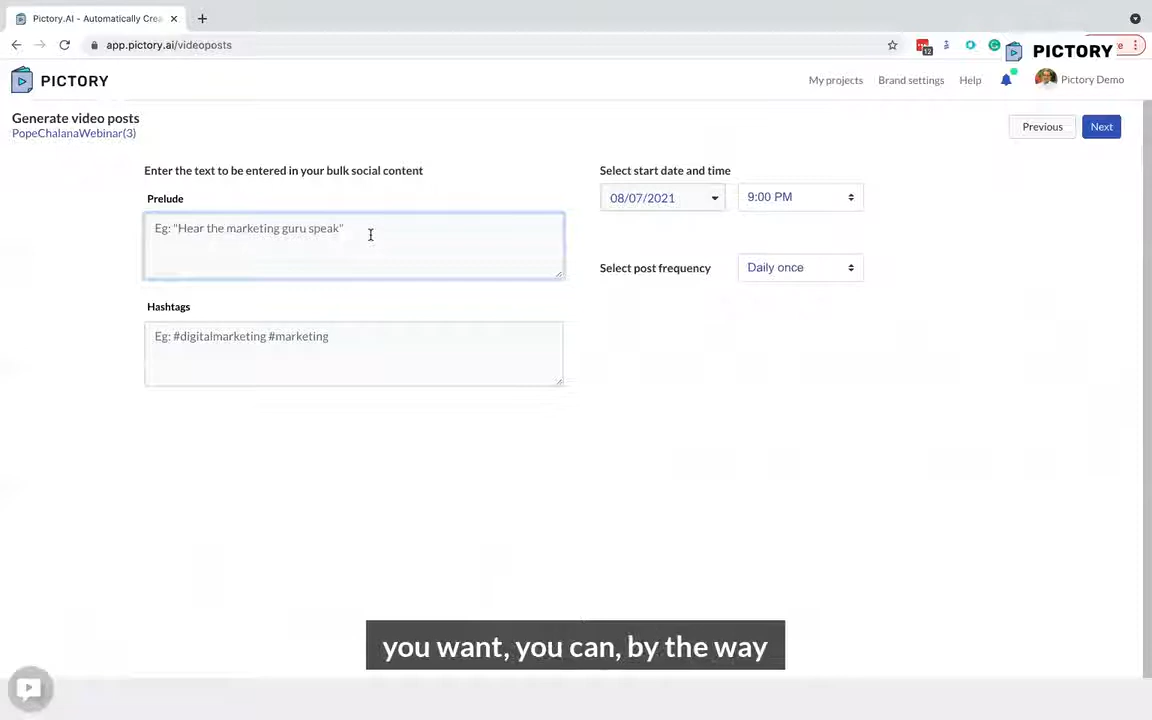 Pictory.AI - Automatically Crea
app.pictory.ai/videoposts
12
PICTORY
PICTORY
My projects
Brand settings
Help
Pictory Demo
Generate video posts
PopeChalanaWebinar(3)
Previous
Next
Enter the text to be entered in your bulk social content
Prelude
Eg: "Hear the marketing guru speak"
Hashtags
Eg: #digitalmarketing #marketing
Select start date and time
08/07/2021
9:00 PM
Select post frequency
Daily once
you want, you can, by the way